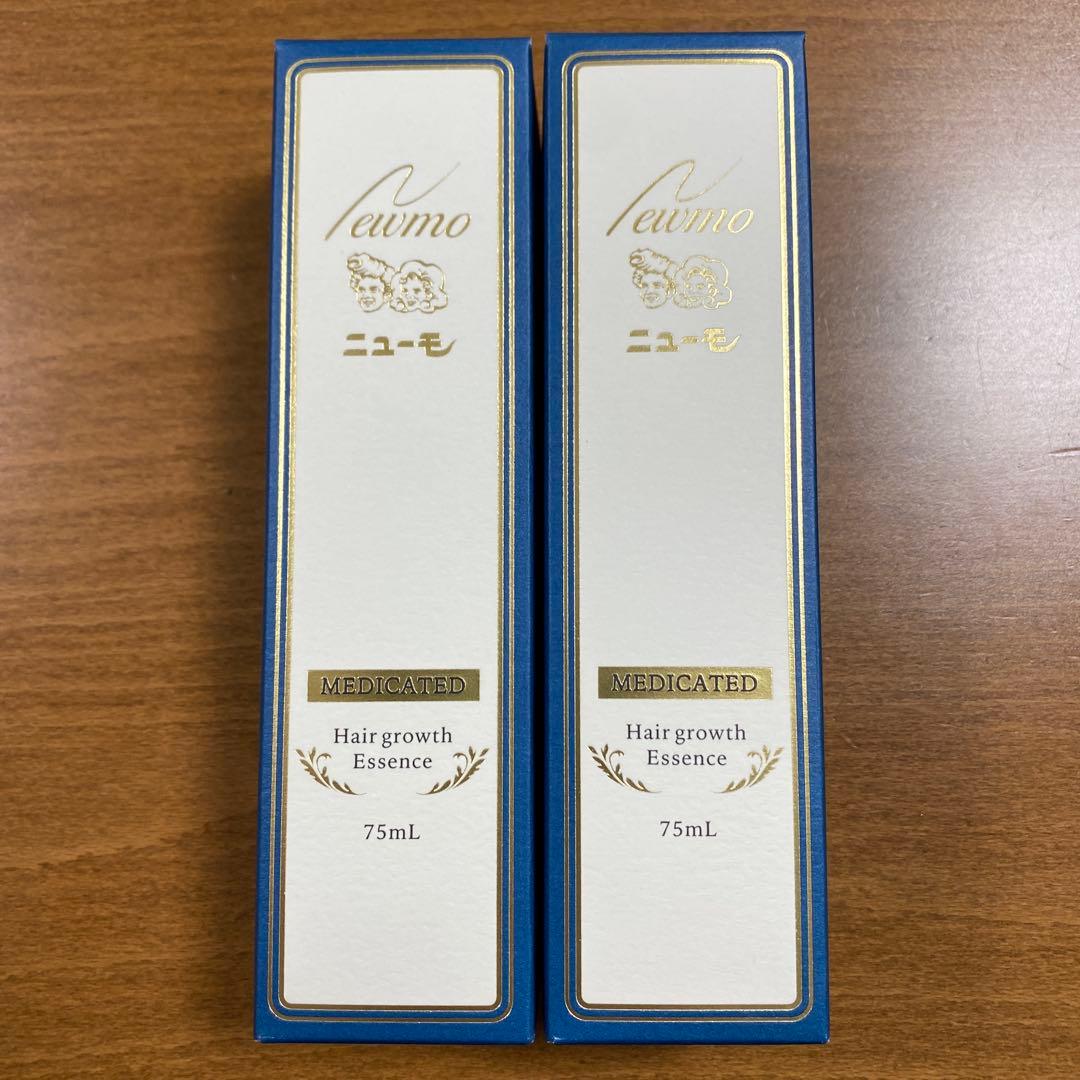 Newmo
ニューモ
MEDICATED
Hair growth
Essence
75mL
Newmo
ニューモ
MEDICATED
Hair growth
Essence
75mL